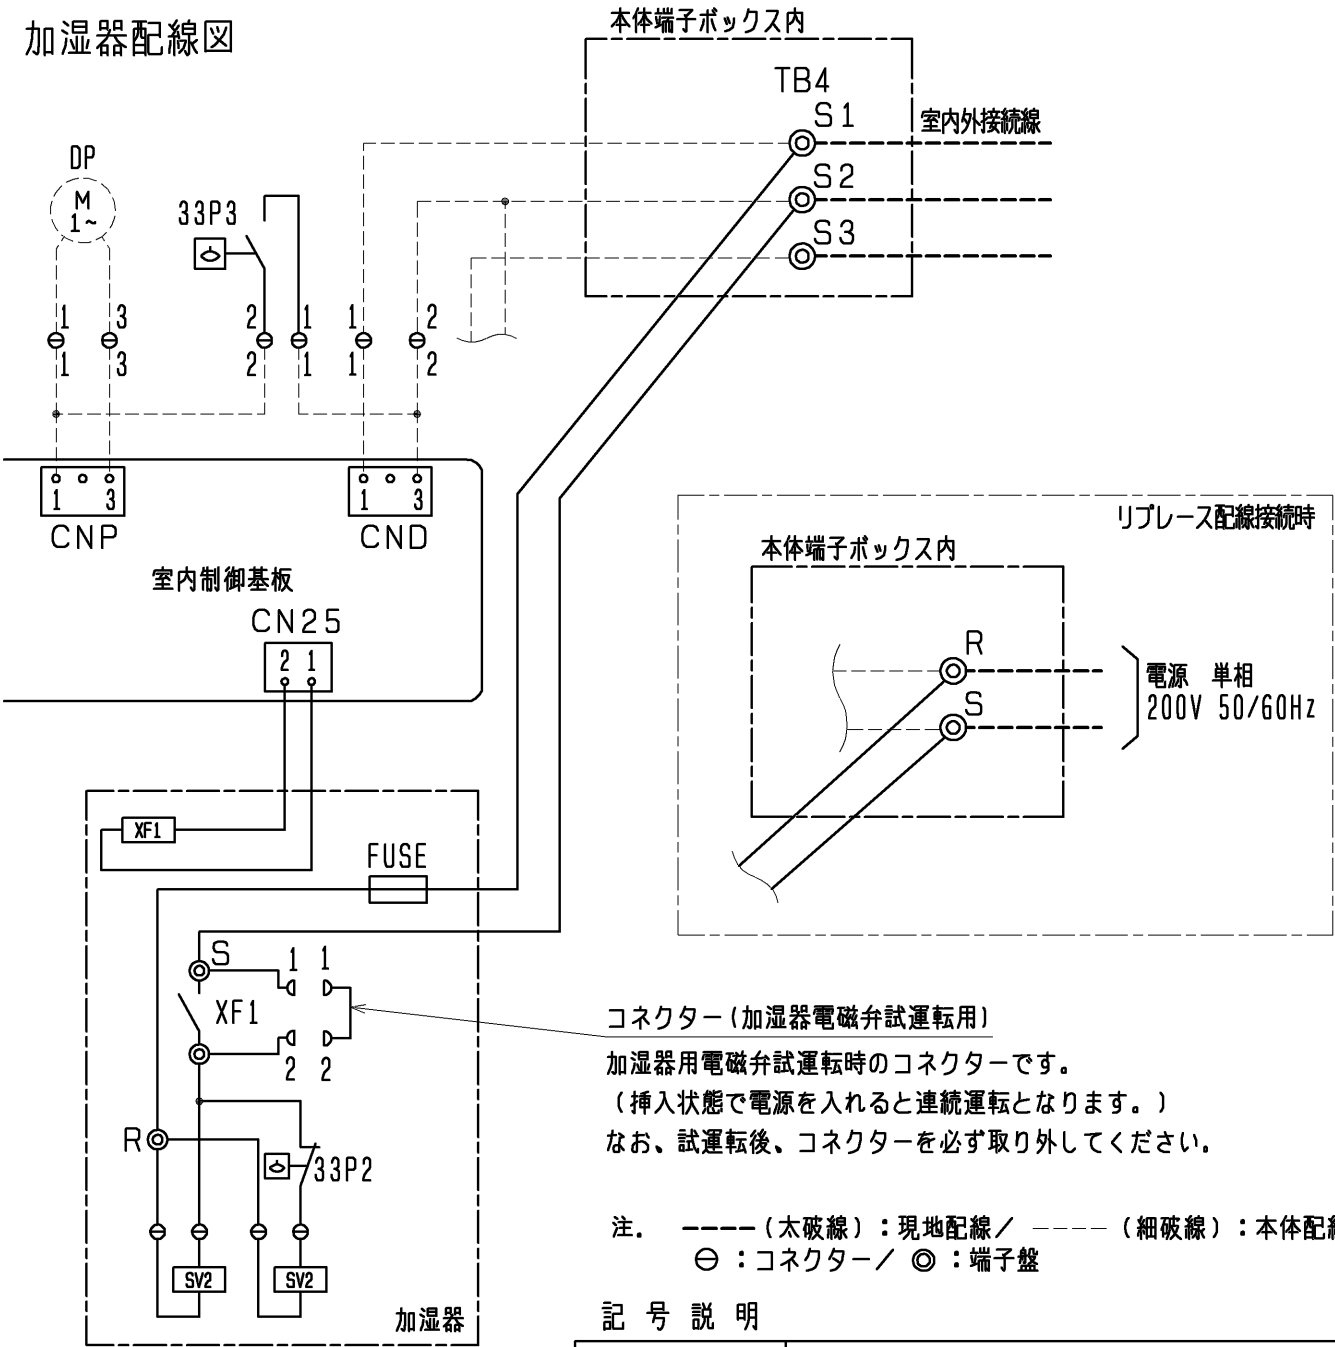 加湿器配線図
本体端子ボックス内
TB4
S1
室内外接続線
S2
S3
DP
M
1~
33P3
1 3 2 1 1 2
1 3 2 1 1 2
1 3
CNP
1 3
CND
室内制御基板
CN25
2 1
リプレース配線接続時
本体端子ボックス内
R
S
電源 単相
200V 50/60Hz
XF1
FUSE
S
1 1
XF1
2 2
R
33P2
SV2
SV2
加湿器
コネクター(加湿器電磁弁試運転用)
加湿器用電磁弁試運転時のコネクターです。
(挿入状態で電源を入れると連続運転となります。)
なお、試運転後、コネクターを必ず取り外してください。
注. ----(太破線):現地配線/ ----(細破線):本体配線
⊖:コネクター/ ◎:端子盤
記号説明